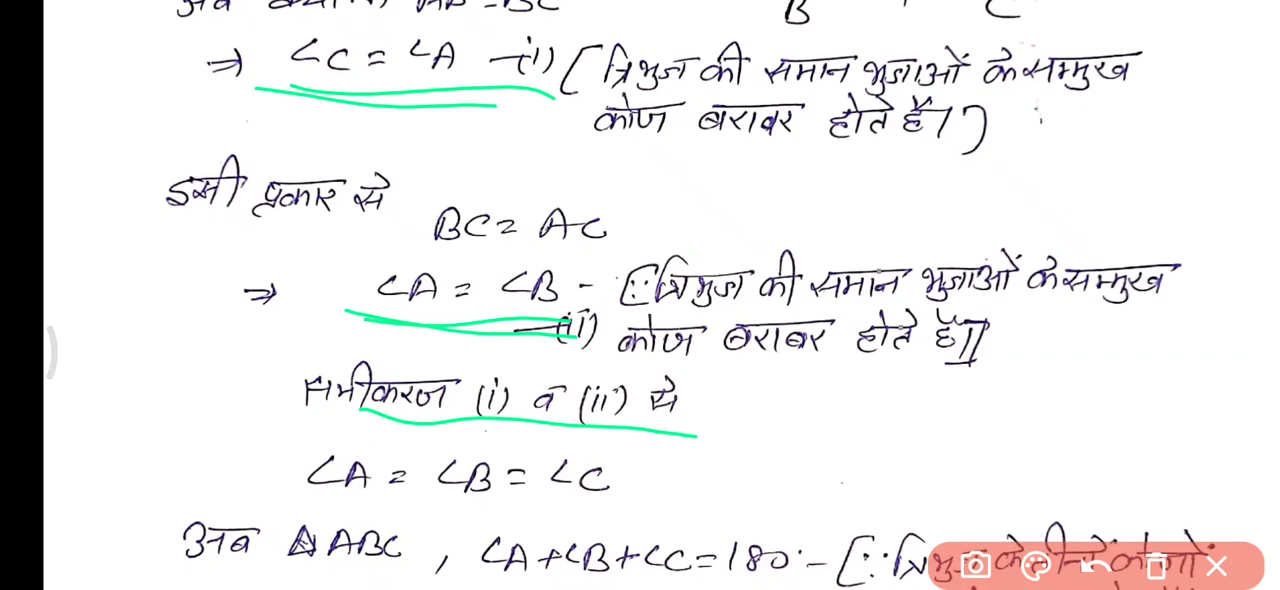 ∠C = ∠A —(i) [त्रिभुज की समान भुजाओं के सम्मुख
कोण बराबर होते हैं।]
इसी प्रकार से
BC = AC
⇒ ∠A = ∠B - [∵ त्रिभुज की समान भुजाओं के सम्मुख
—(ii) कोण बराबर होते हैं।]
समीकरण (i) व (ii) से
∠A = ∠B = ∠C
अब ΔABC, ∠A+∠B+∠C=180° - [∵ त्रिभुज के तीनों कोणों